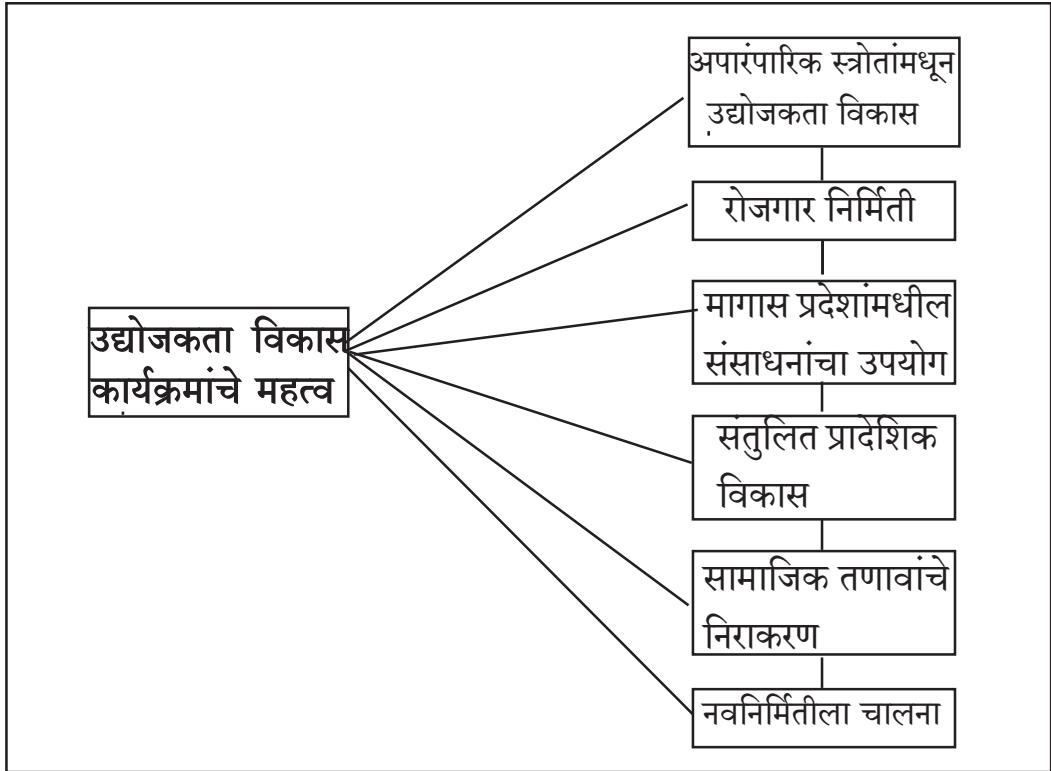 उद्योजकता विकास
कार्यक्रमांचे महत्व
अपारंपारिक स्त्रोतांमधून
उद्योजकता विकास
रोजगार निर्मिती
मागास प्रदेशांमधील
संसाधनांचा उपयोग
संतुलित प्रादेशिक
विकास
सामाजिक तणावांचे
निराकरण
नवनिर्मितीला चालना